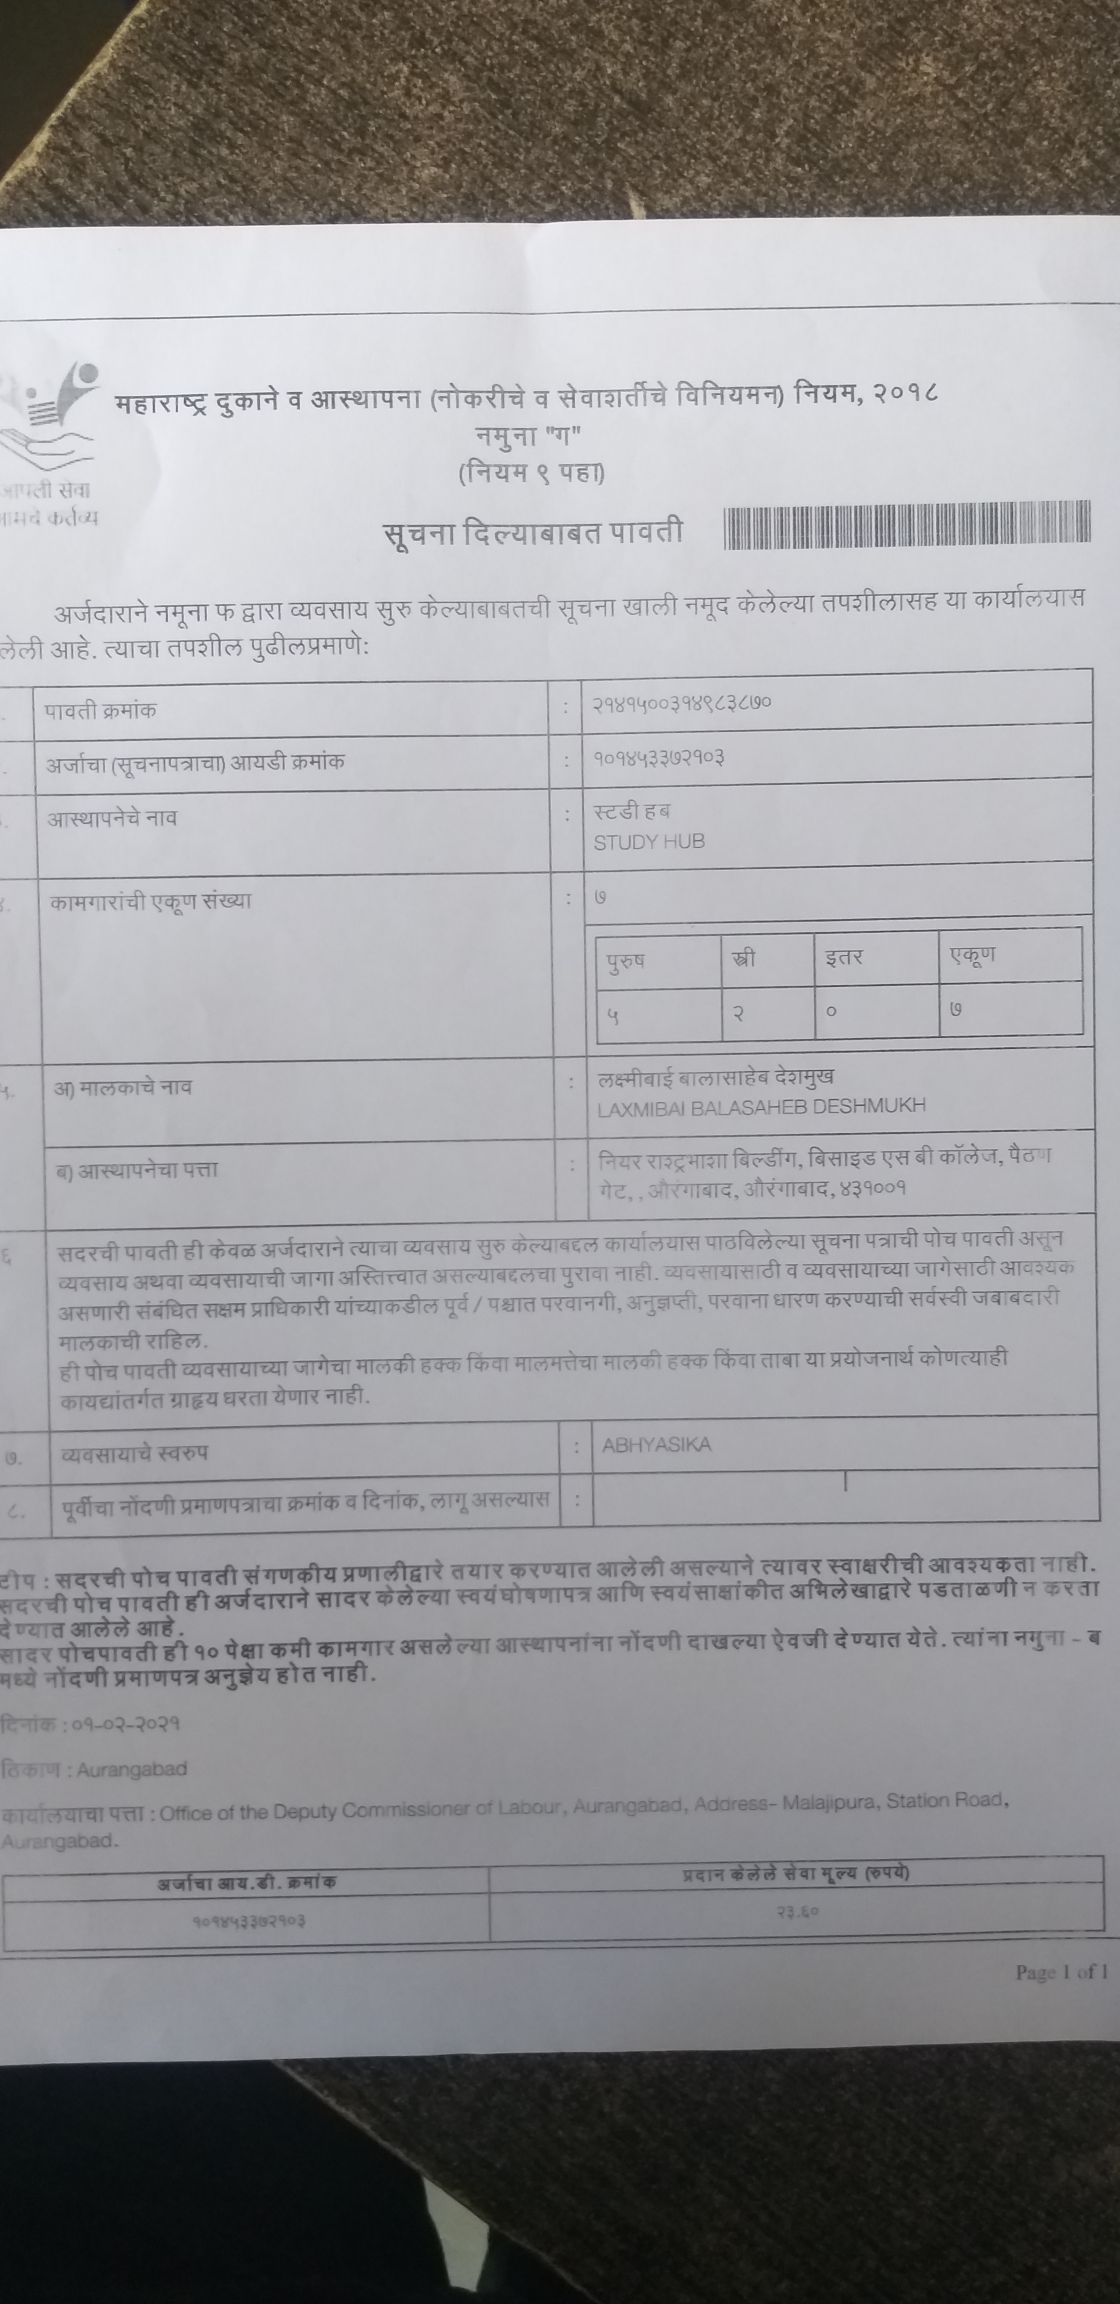 महाराष्ट्र दुकाने व आस्थापना (नोकरीचे व सेवाशर्तीचे विनियमन) नियम, २०१८
नमुना "ग"
(नियम ९ पहा)
आपली सेवा
आमचे कर्तव्य
सूचना दिल्याबाबत पावती
अर्जदाराने नमूना फ द्वारा व्यवसाय सुरु केल्याबाबतची सूचना खाली नमूद केलेल्या तपशीलासह या कार्यालयास
लेली आहे. त्याचा तपशील पुढीलप्रमाणे:
पावती क्रमांक : २१४१५००३१४९८३८७०
अर्जाचा (सूचनापत्राचा) आयडी क्रमांक : १०१४५३३७२१०३
आस्थापनेचे नाव : स्टडी हब
STUDY HUB
४. कामगारांची एकूण संख्या : ७
पुरुष स्त्री इतर एकूण
५ २ ० ७
५. अ) मालकाचे नाव : लक्ष्मीबाई बालासाहेब देशमुख
LAXMIBAI BALASAHEB DESHMUKH
ब) आस्थापनेचा पत्ता : नियर राश्ट्रभाशा बिल्डींग, बिसाइड एस बी कॉलेज, पैठण
गेट, , औरंगाबाद, औरंगाबाद, ४३१००१
६ सदरची पावती ही केवळ अर्जदाराने त्याचा व्यवसाय सुरु केल्याबद्दल कार्यालयास पाठविलेल्या सूचना पत्राची पोच पावती असून
व्यवसाय अथवा व्यवसायाची जागा अस्तित्त्वात असल्याबद्दलचा पुरावा नाही. व्यवसायासाठी व व्यवसायाच्या जागेसाठी आवश्यक
असणारी संबंधित सक्षम प्राधिकारी यांच्याकडील पूर्व / पश्चात परवानगी, अनुज्ञप्ती, परवाना धारण करण्याची सर्वस्वी जबाबदारी
मालकाची राहिल.
ही पोच पावती व्यवसायाच्या जागेचा मालकी हक्क किंवा मालमत्तेचा मालकी हक्क किंवा ताबा या प्रयोजनार्थ कोणत्याही
कायद्यांतर्गत ग्राह्य धरता येणार नाही.
७. व्यवसायाचे स्वरुप : ABHYASIKA
८. पूर्वीचा नोंदणी प्रमाणपत्राचा क्रमांक व दिनांक, लागू असल्यास :
टीप : सदरची पोच पावती संगणकीय प्रणालीद्वारे तयार करण्यात आलेली असल्याने त्यावर स्वाक्षरीची आवश्यकता नाही.
सदरची पोच पावती ही अर्जदाराने सादर केलेल्या स्वयंघोषणापत्र आणि स्वयंसाक्षांकीत अभिलेखाद्वारे पडताळणी न करता
देण्यात आलेले आहे.
सादर पोचपावती ही १० पेक्षा कमी कामगार असलेल्या आस्थापनांना नोंदणी दाखल्या ऐवजी देण्यात येते. त्यांना नमुना - ब
मध्ये नोंदणी प्रमाणपत्र अनुज्ञेय होत नाही.
दिनांक : ०१-०२-२०२१
ठिकाण : Aurangabad
कार्यालयाचा पत्ता : Office of the Deputy Commissioner of Labour, Aurangabad, Address- Malajipura, Station Road,
Aurangabad.
अर्जाचा आय.डी. क्रमांक प्रदान केलेले सेवा मूल्य (रुपये)
१०१४५३३७२१०३ २३.६०
Page 1 of 1